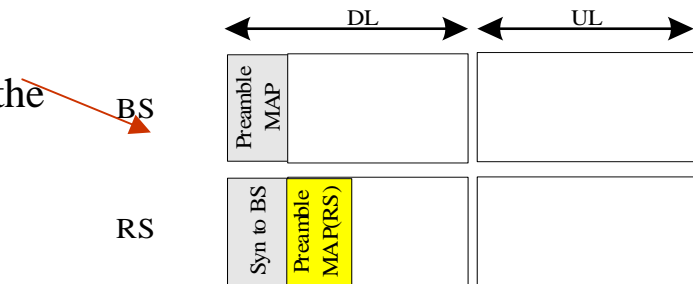 DL UL
the
BS
Preamble
MAP
RS
Syn to BS
Preamble
MAP(RS)